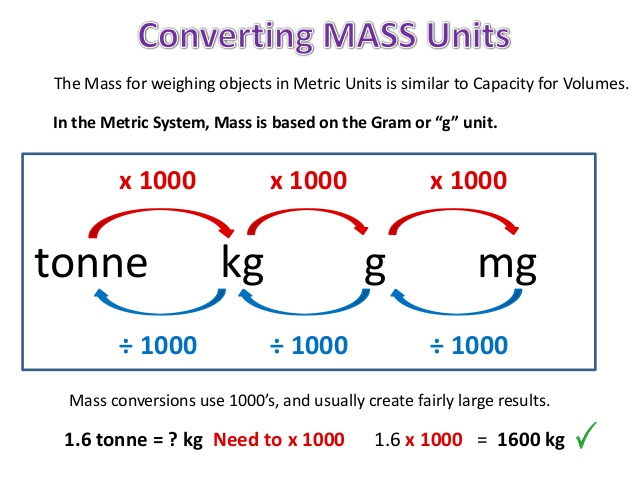 Converting MASS Units
The Mass for weighing objects in Metric Units is similar to Capacity for Volumes.
In the Metric System, Mass is based on the Gram or “g” unit.
x 1000 x 1000 x 1000
tonne kg g mg
÷ 1000 ÷ 1000 ÷ 1000
Mass conversions use 1000’s, and usually create fairly large results.
1.6 tonne = ? kg Need to x 1000 1.6 x 1000 = 1600 kg ✓